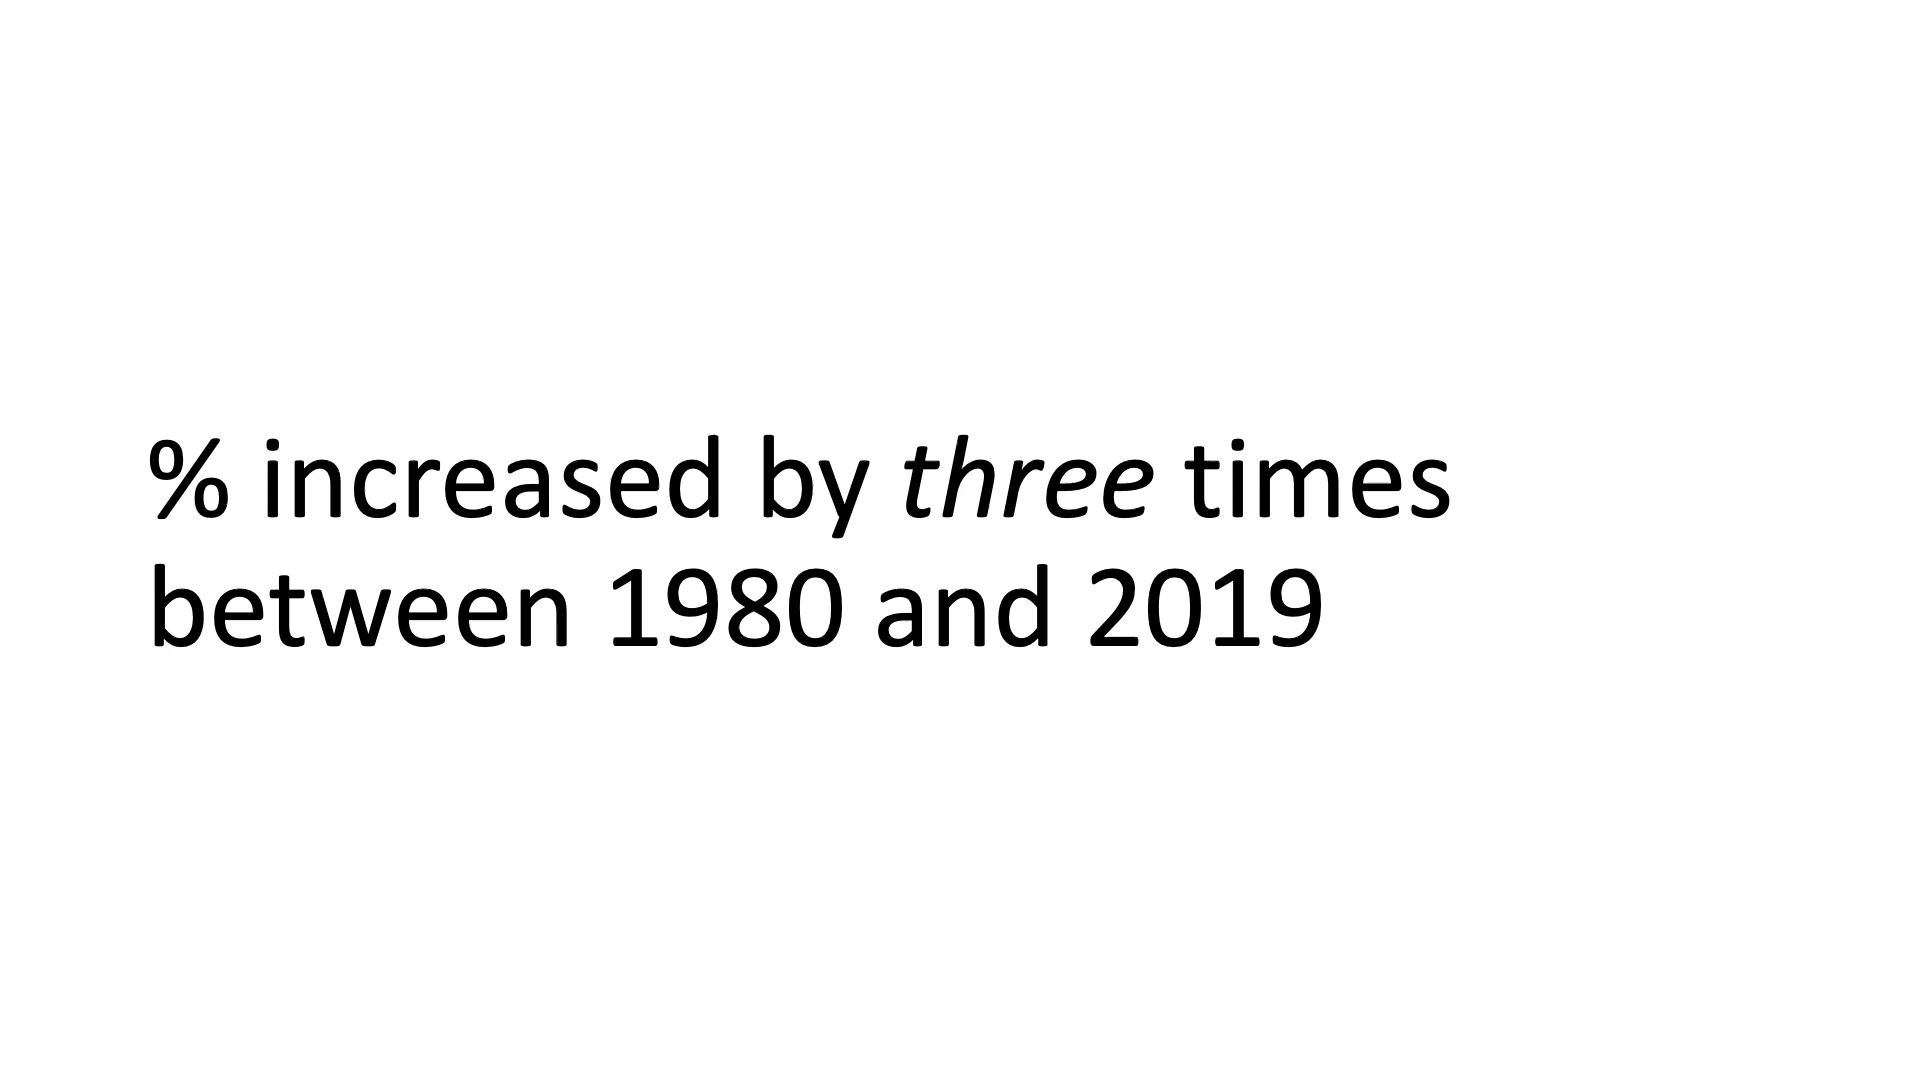 % increased by three times
between 1980 and 2019